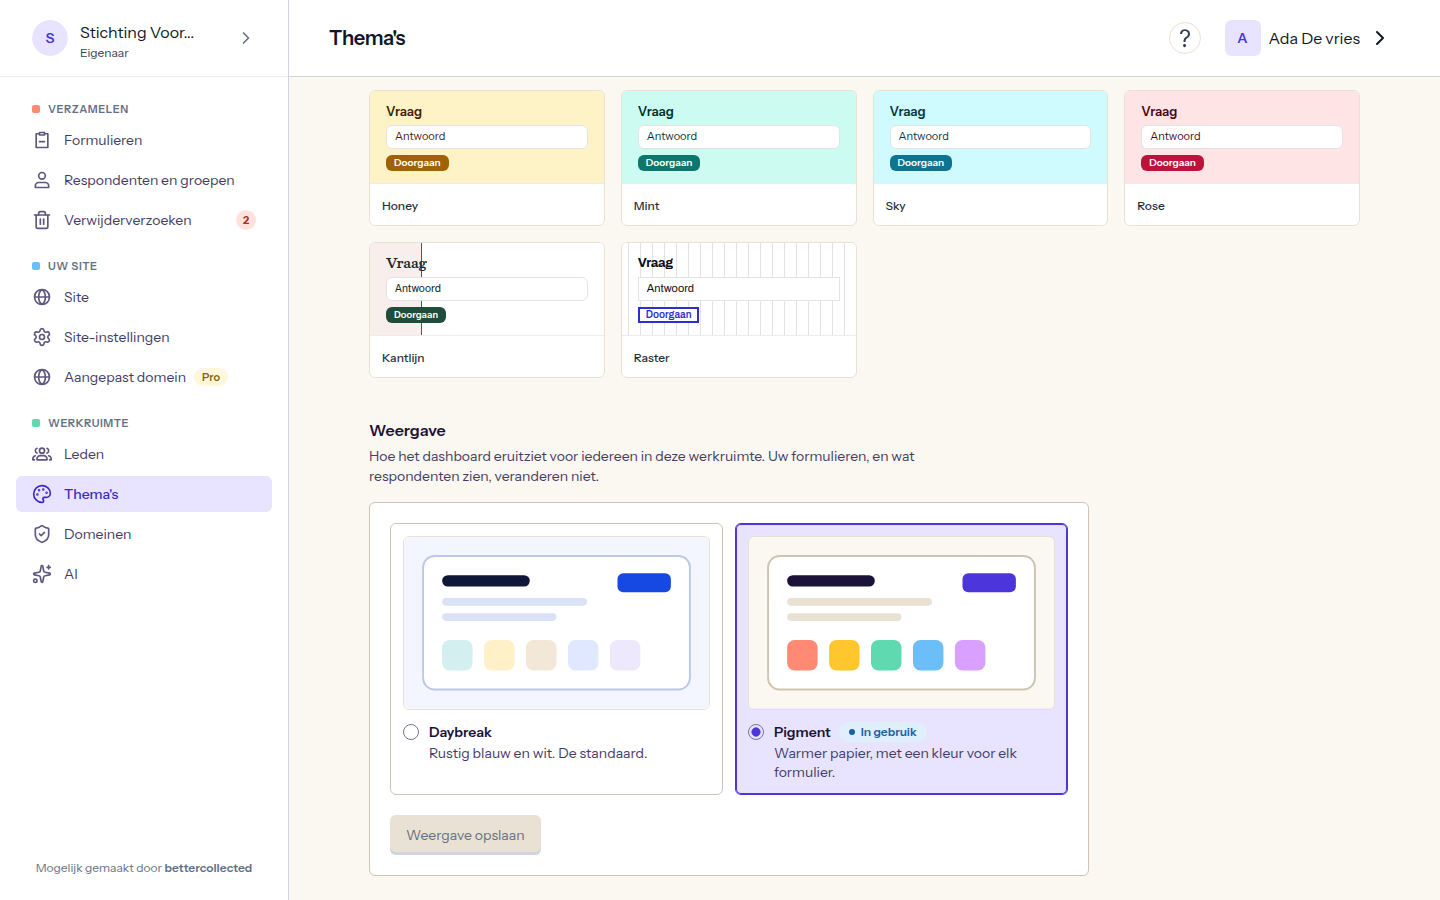 S
Stichting Voor...
Eigenaar
Thema's
?
A
Ada De vries
VERZAMELEN
Formulieren
Respondenten en groepen
Verwijderverzoeken
2
UW SITE
Site
Site-instellingen
Aangepast domein
Pro
WERKRUIMTE
Leden
Thema's
Domeinen
AI
Mogelijk gemaakt door bettercollected
Vraag
Antwoord
Doorgaan
Honey
Vraag
Antwoord
Doorgaan
Mint
Vraag
Antwoord
Doorgaan
Sky
Vraag
Antwoord
Doorgaan
Rose
Vraag
Antwoord
Doorgaan
Kantlijn
Vraag
Antwoord
Doorgaan
Raster
Weergave
Hoe het dashboard eruitziet voor iedereen in deze werkruimte. Uw formulieren, en wat
respondenten zien, veranderen niet.
Daybreak
Rustig blauw en wit. De standaard.
Pigment
In gebruik
Warmer papier, met een kleur voor elk
formulier.
Weergave opslaan